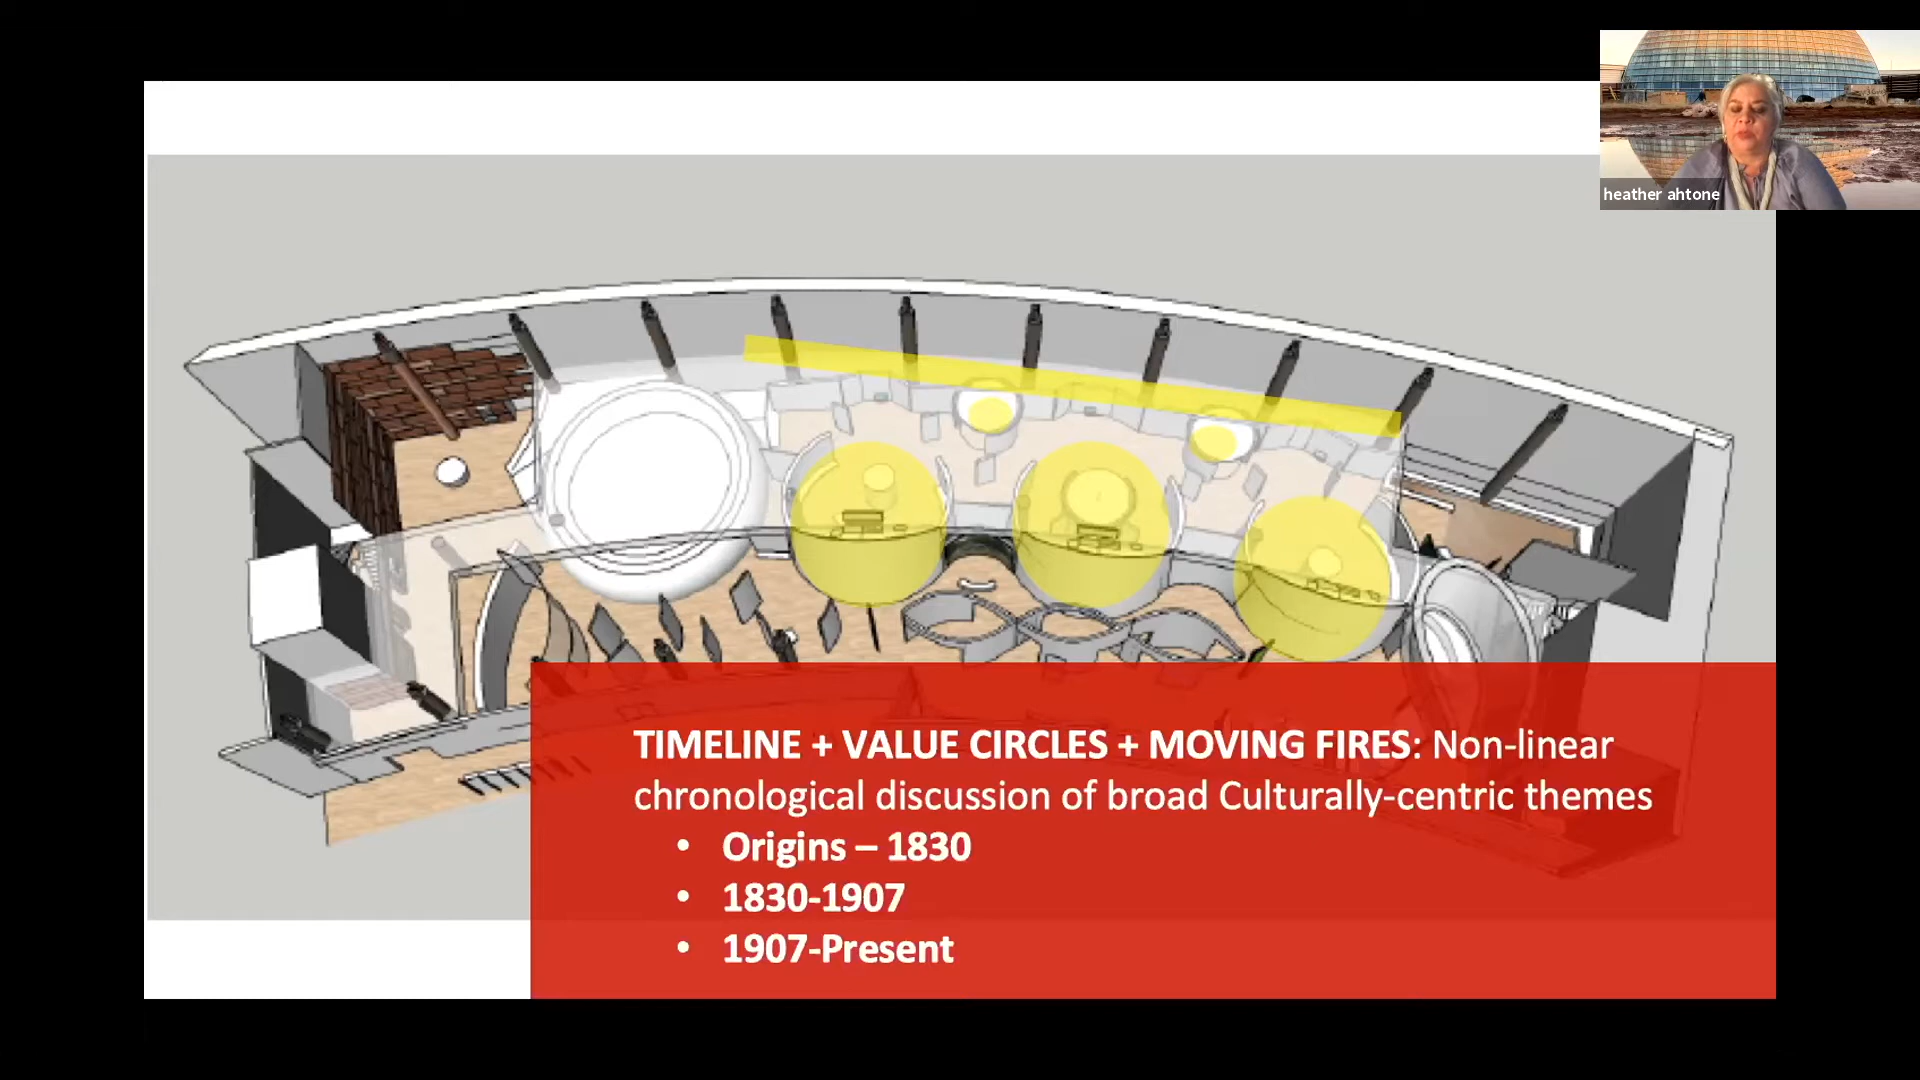 heather ahtone
TIMELINE + VALUE CIRCLES + MOVING FIRES: Non-linear
chronological discussion of broad Culturally-centric themes
• Origins – 1830
• 1830-1907
• 1907-Present